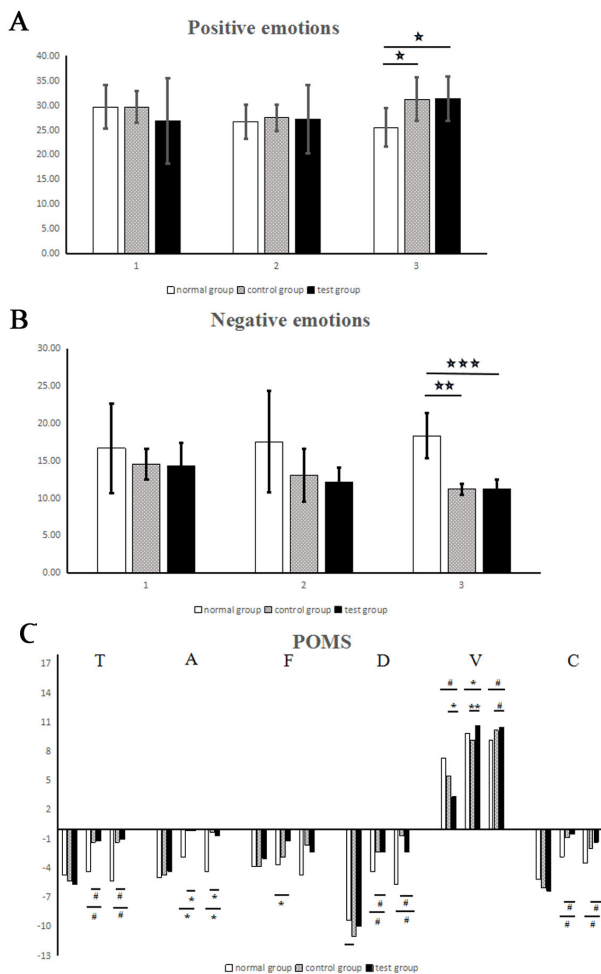 A
Positive emotions
40.00
35.00
30.00
25.00
20.00
15.00
10.00
5.00
0.00
1 2 3
normal group control group test group
B
Negative emotions
30.00
25.00
20.00
15.00
10.00
5.00
0.00
1 2 3
normal group control group test group
C
POMS
T A F D V C
17
14
11
8
5
2
-1
-4
-7
-10
-13
# * #
* ** #
# # * * # # # #
# # * * * # # # #
normal group control group test group